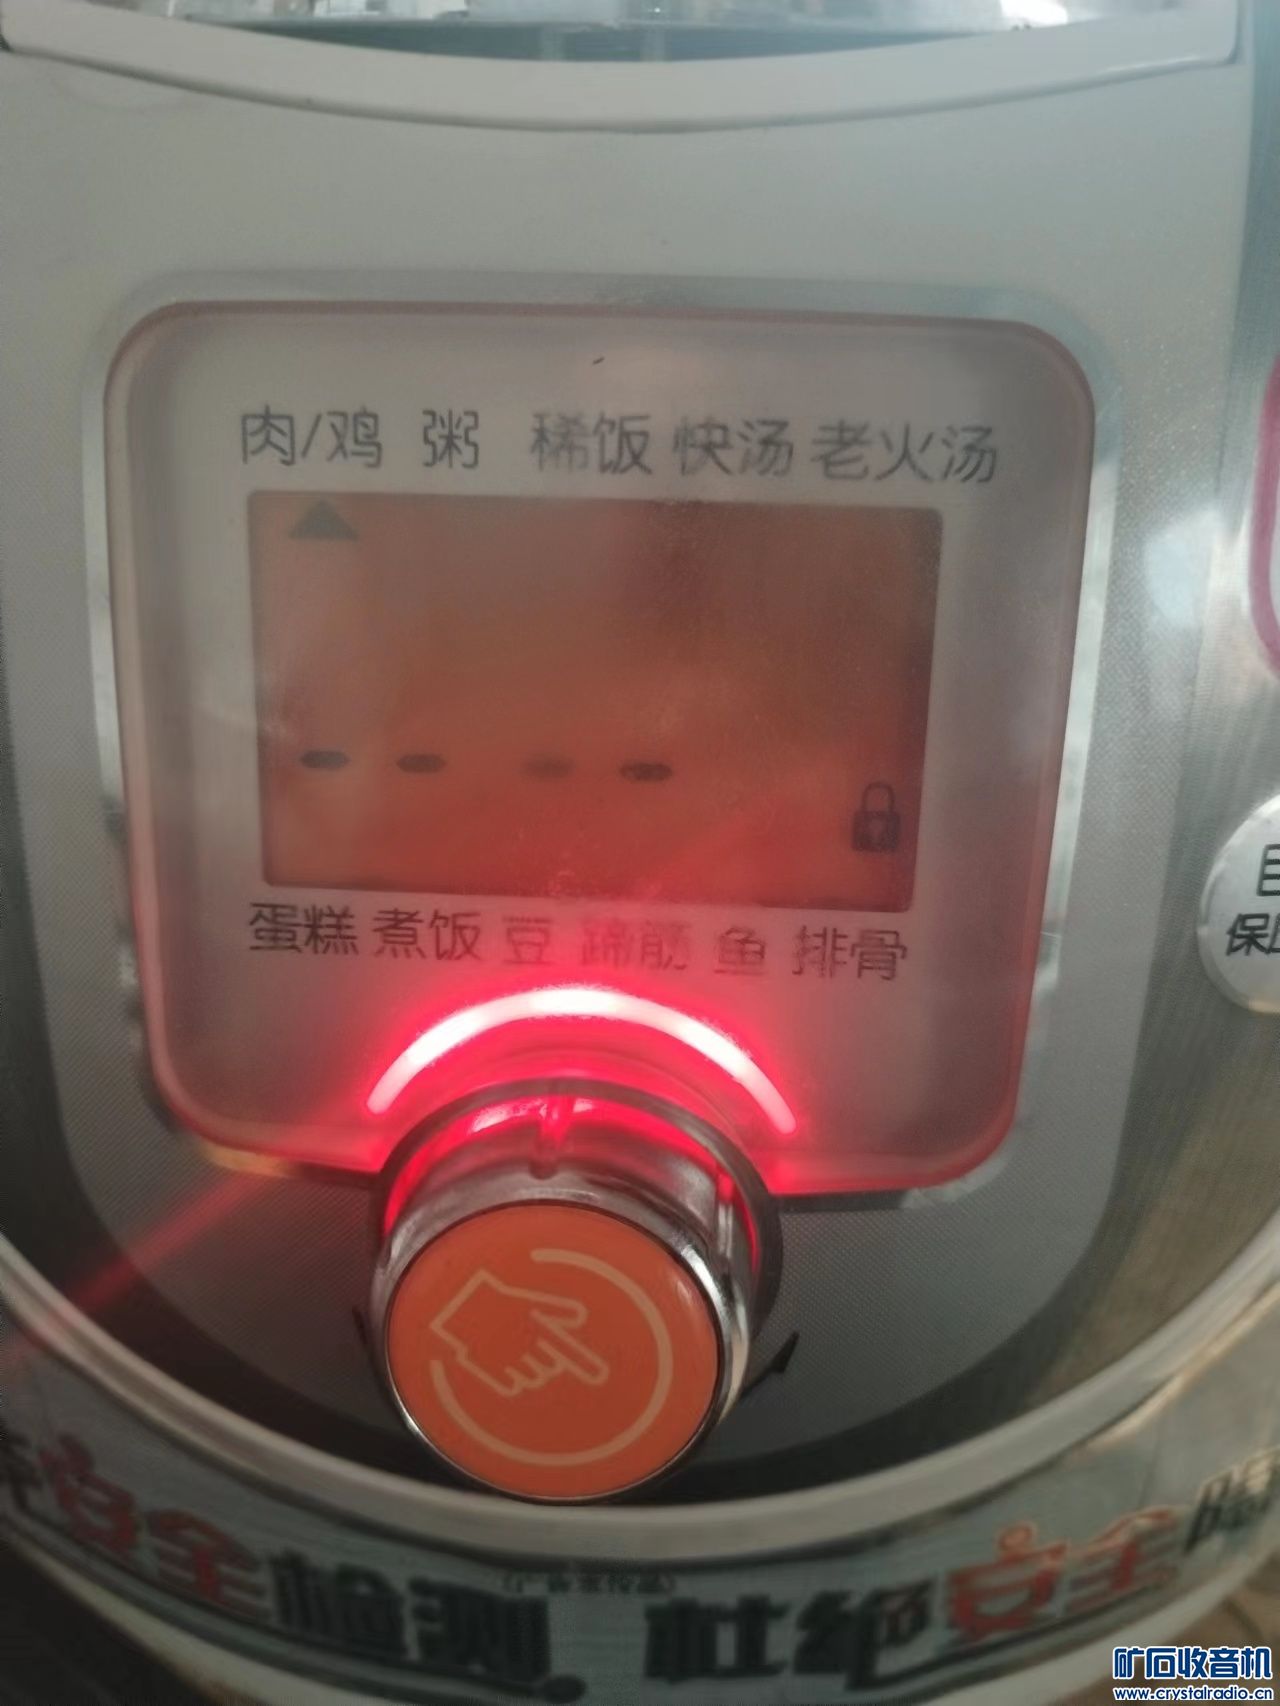 肉/鸡 粥 稀饭 快汤 老火汤
- - - -
蛋糕 煮饭 豆 蹄筋 鱼 排骨
保
安全检测 杜绝安全
矿石收音机
www.crystalradio.cn